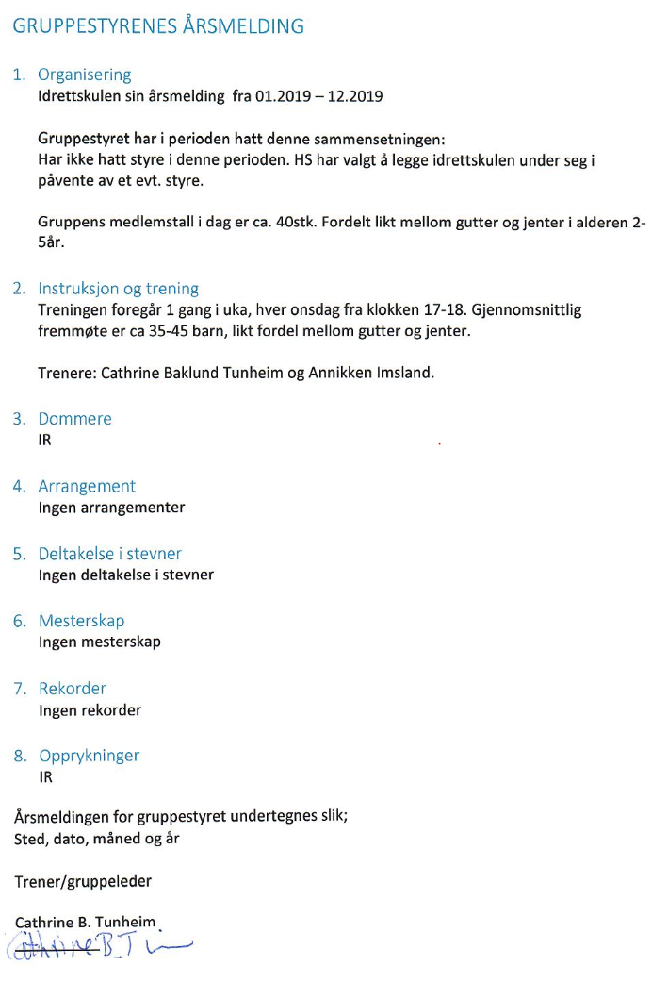 GRUPPESTYRENES ÅRSMELDING
1. Organisering
Idrettskulen sin årsmelding fra 01.2019 – 12.2019
Gruppestyret har i perioden hatt denne sammensetningen:
Har ikke hatt styre i denne perioden. HS har valgt å legge idrettskulen under seg i
påvente av et evt. styre.
Gruppens medlemstall i dag er ca. 40stk. Fordelt likt mellom gutter og jenter i alderen 2-
5år.
2. Instruksjon og trening
Treningen foregår 1 gang i uka, hver onsdag fra klokken 17-18. Gjennomsnittlig
fremmøte er ca 35-45 barn, likt fordel mellom gutter og jenter.
Trenere: Cathrine Baklund Tunheim og Annikken Imsland.
3. Dommere
IR
4. Arrangement
Ingen arrangementer
5. Deltakelse i stevner
Ingen deltakelse i stevner
6. Mesterskap
Ingen mesterskap
7. Rekorder
Ingen rekorder
8. Opprykninger
IR
Årsmeldingen for gruppestyret undertegnes slik;
Sted, dato, måned og år
Trener/gruppeleder
Cathrine B. Tunheim
Cathrine B T